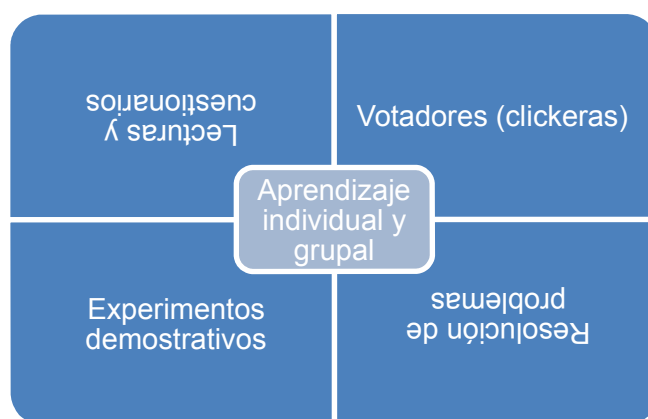 Lecturas y
cuestionarios
Votadores (clickeras)
Aprendizaje
individual y
grupal
Experimentos
demostrativos
Resolución de
problemas